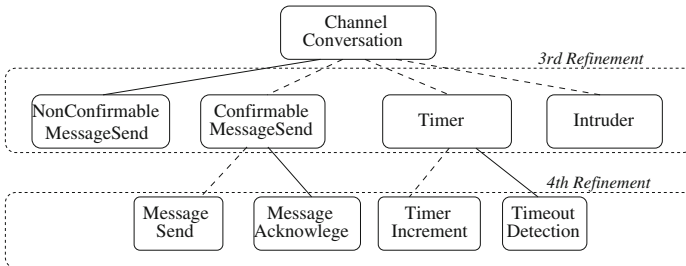 Channel
Conversation
3rd Refinement
NonConfirmable
MessageSend
Confirmable
MessageSend
Timer
Intruder
4th Refinement
Message
Send
Message
Acknowlege
Timer
Increment
Timeout
Detection